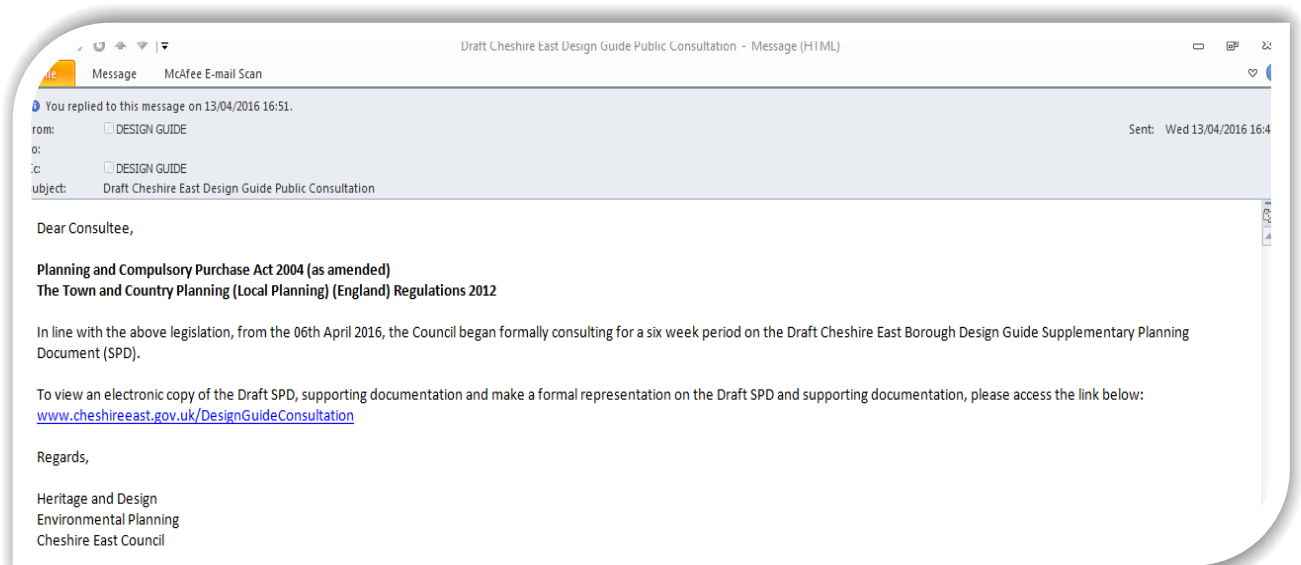 Draft Cheshire East Design Guide Public Consultation - Message (HTML)
Message McAfee E-mail Scan
You replied to this message on 13/04/2016 16:51.
DESIGN GUIDE Sent: Wed 13/04/2016
DESIGN GUIDE
Draft Cheshire East Design Guide Public Consultation
Dear Consultee,
Planning and Compulsory Purchase Act 2004 (as amended)
The Town and Country Planning (Local Planning) (England) Regulations 2012
In line with the above legislation, from the 06th April 2016, the Council began formally consulting for a six week period on the Draft Cheshire East Borough Design Guide Supplementary Planning
Document (SPD).
To view an electronic copy of the Draft SPD, supporting documentation and make a formal representation on the Draft SPD and supporting documentation, please access the link below:
www.cheshireeast.gov.uk/DesignGuideConsultation
Regards,
Heritage and Design
Environmental Planning
Cheshire East Council